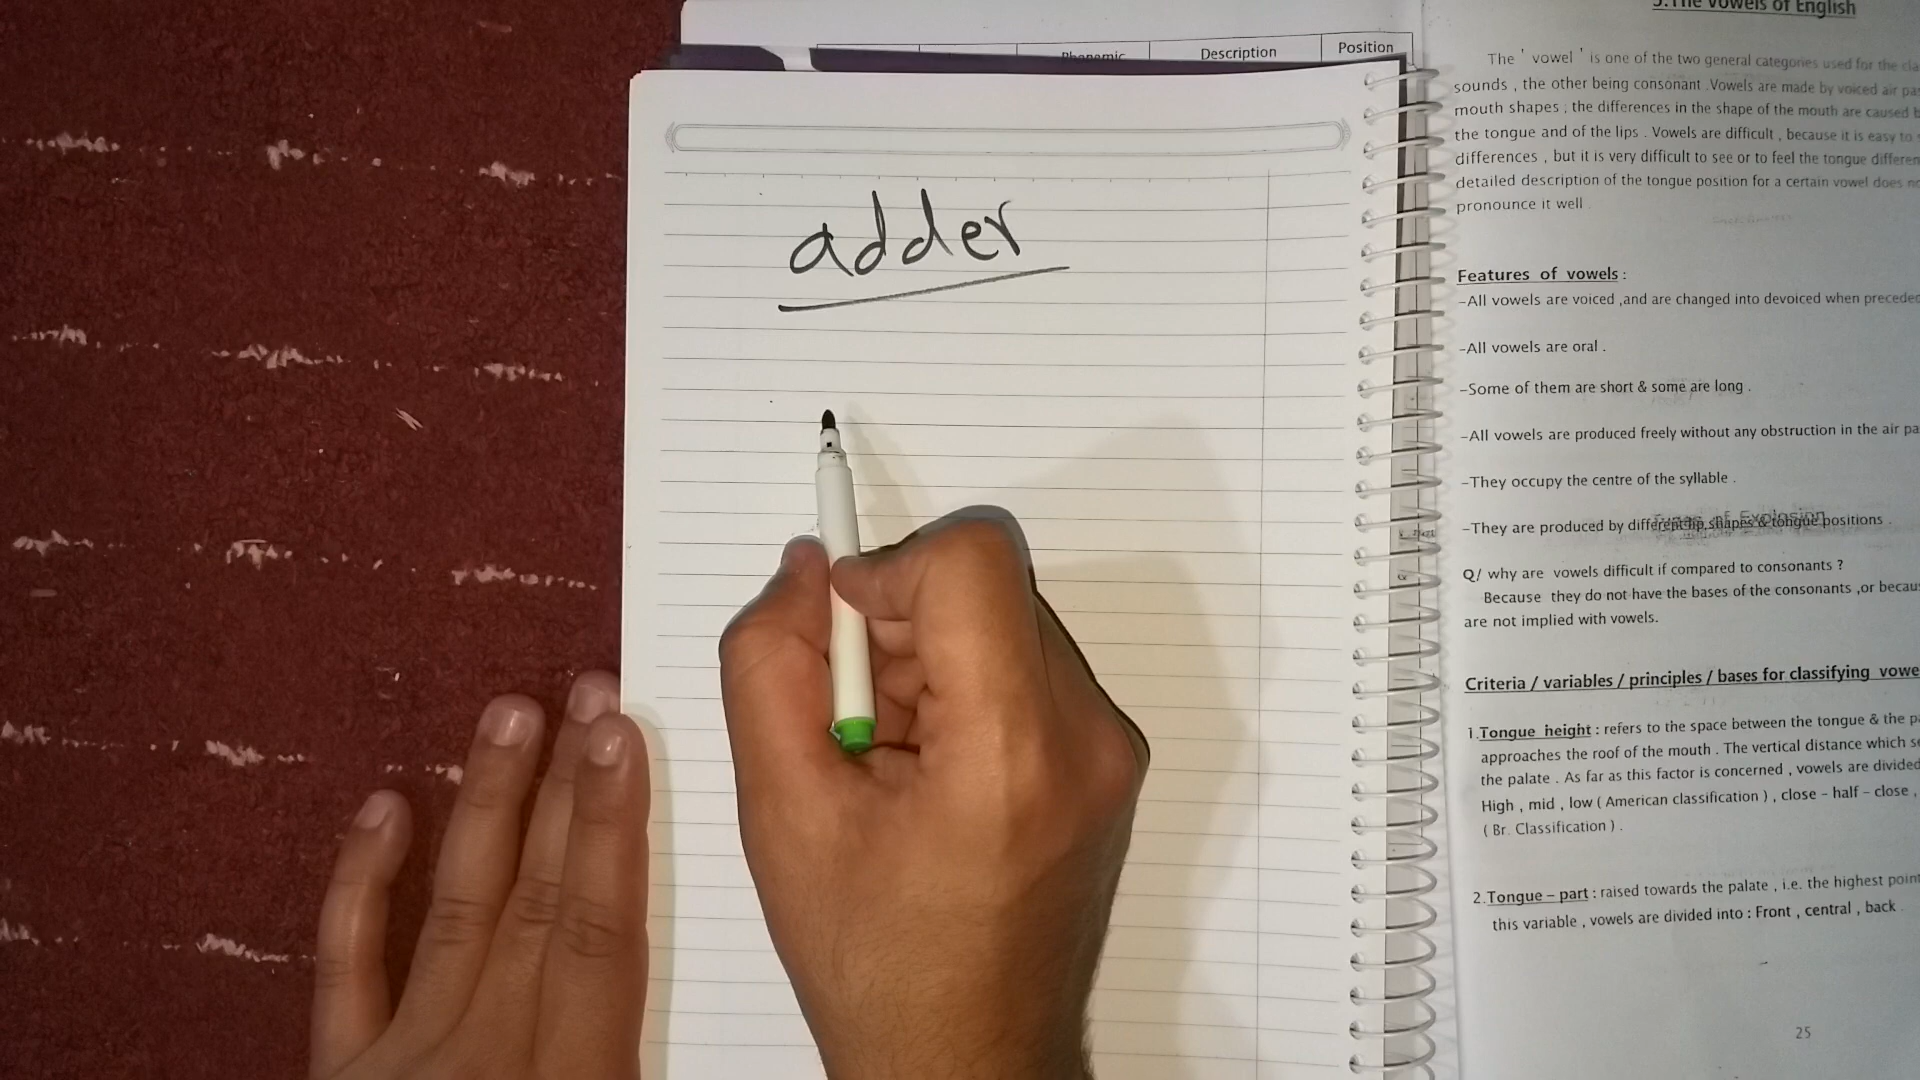 Phonemic Description Position
adder
3.The Vowels of English
The ' vowel ' is one of the two general categories used for the
sounds , the other being consonant .Vowels are made by voiced air
mouth shapes ; the differences in the shape of the mouth are caused
the tongue and of the lips . Vowels are difficult , because it is easy to
differences , but it is very difficult to see or to feel the tongue
detailed description of the tongue position for a certain vowel does
pronounce it well
Features of vowels :
-All vowels are voiced ,and are changed into devoiced when preceded
-All vowels are oral .
-Some of them are short & some are long .
-All vowels are produced freely without any obstruction in the air
-They occupy the centre of the syllable .
-They are produced by different lip shapes & tongue positions .
Q/ why are vowels difficult if compared to consonants ?
Because they do not have the bases of the consonants ,or
are not implied with vowels.
Criteria / variables / principles / bases for classifying
1.Tongue height : refers to the space between the tongue & the
approaches the roof of the mouth . The vertical distance which
the palate . As far as this factor is concerned , vowels are divided
High , mid , low ( American classification ) , close - half - close ,
( Br. Classification ) .
2.Tongue - part : raised towards the palate , i.e. the highest point
this variable , vowels are divided into : Front , central , back
25